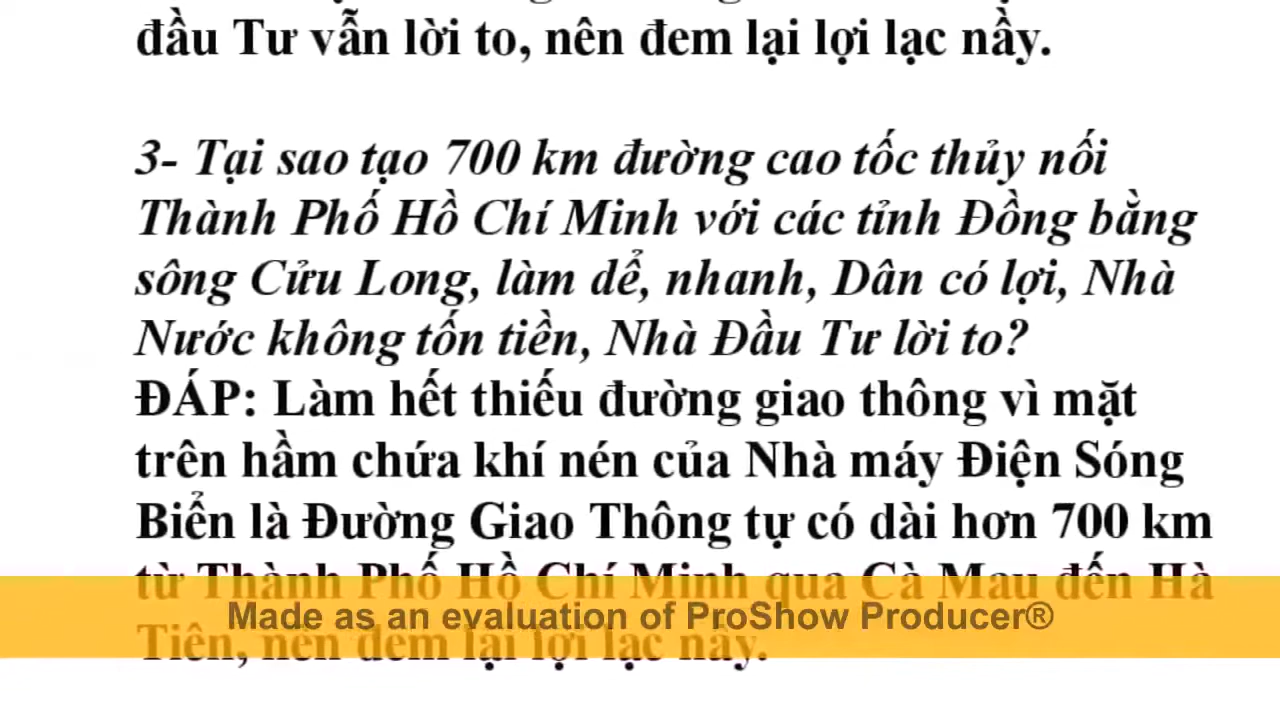 đầu Tư vẫn lời to, nên đem lại lợi lạc nầy.
3- Tại sao tạo 700 km đường cao tốc thủy nối
Thành Phố Hồ Chí Minh với các tỉnh Đồng bằng
sông Cửu Long, làm dể, nhanh, Dân có lợi, Nhà
Nước không tốn tiền, Nhà Đầu Tư lời to?
ĐÁP: Làm hết thiếu đường giao thông vì mặt
trên hầm chứa khí nén của Nhà máy Điện Sóng
Biển là Đường Giao Thông tự có dài hơn 700 km
từ Thành Phố Hồ Chí Minh qua Cà Mau đến Hà
Made as an evaluation of ProShow Producer®
Tiên, nên đem lại lợi lạc nầy.